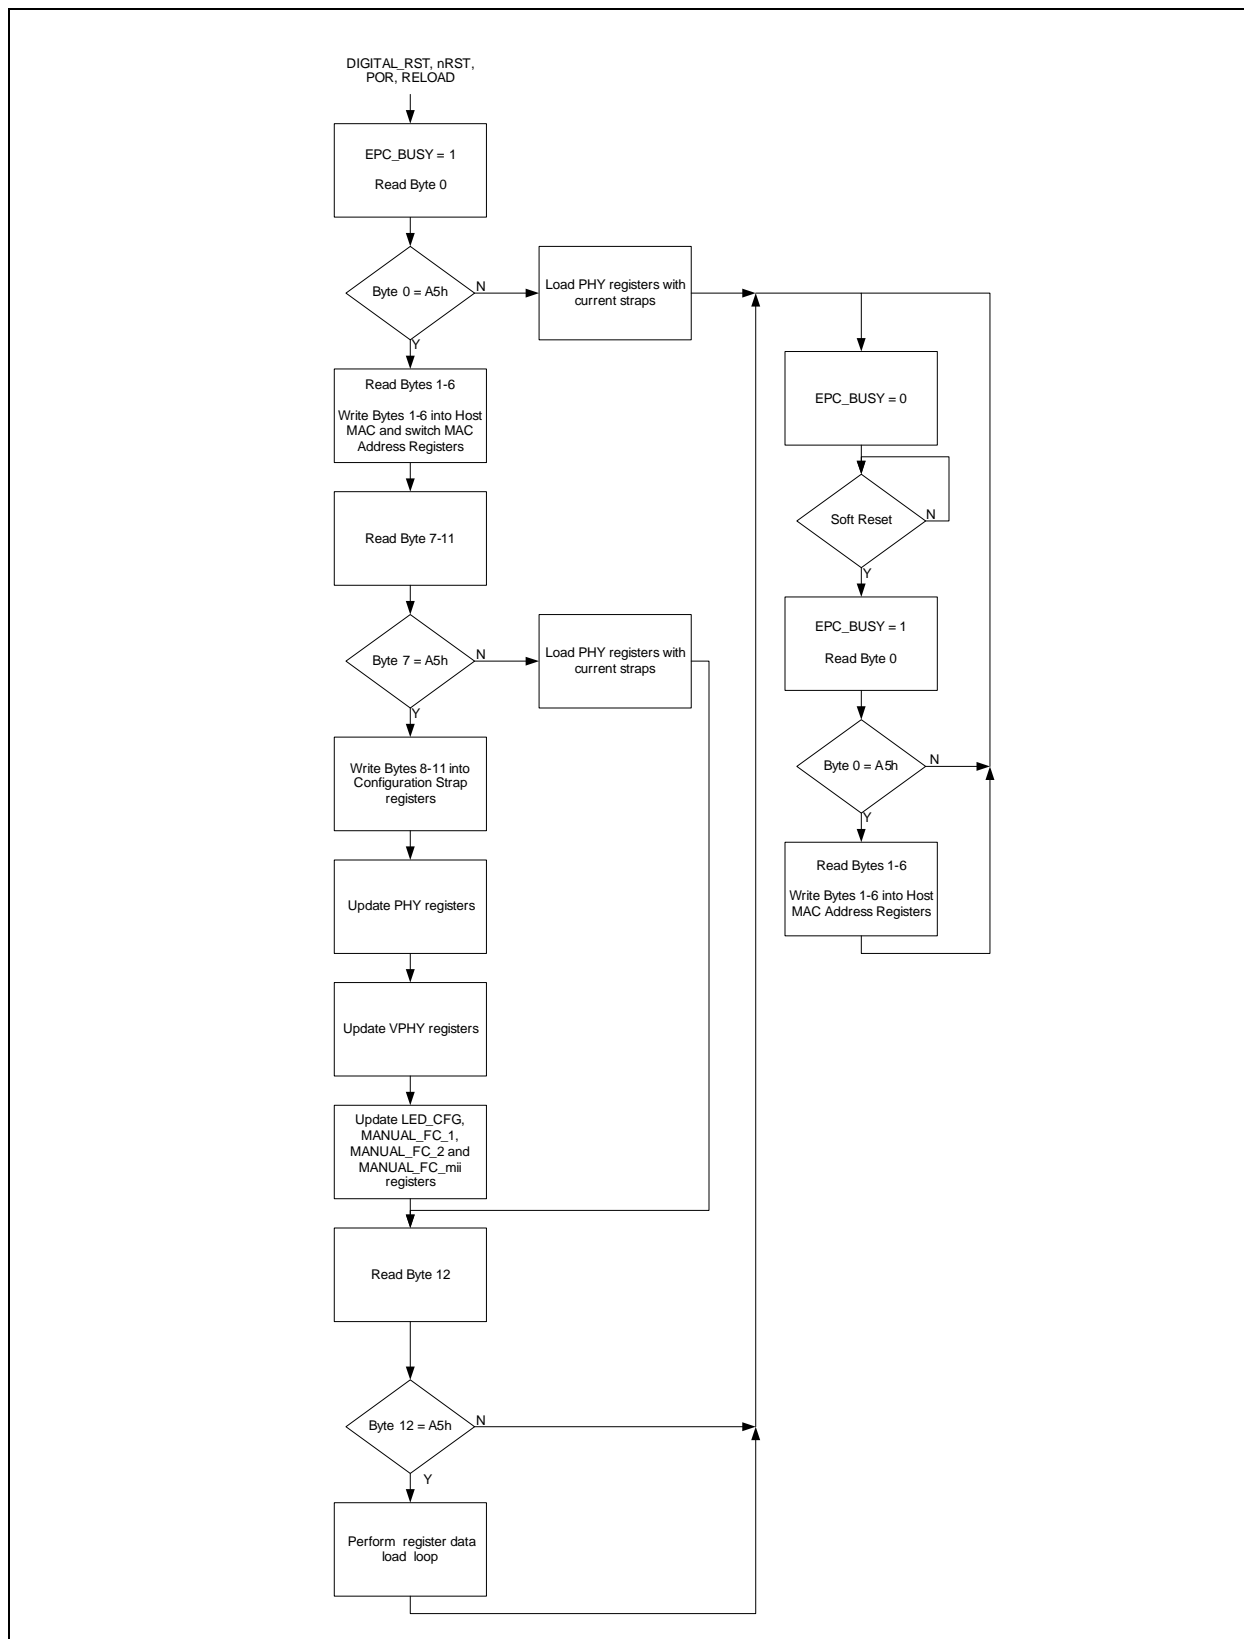 DIGITAL_RST, nRST,
POR, RELOAD
EPC_BUSY = 1
Read Byte 0
Byte 0 = A5h
N
Y
Load PHY registers with
current straps
Read Bytes 1-6
Write Bytes 1-6 into Host
MAC and switch MAC
Address Registers
Read Byte 7-11
Byte 7 = A5h
N
Y
Load PHY registers with
current straps
Write Bytes 8-11 into
Configuration Strap
registers
Update PHY registers
Update VPHY registers
Update LED_CFG,
MANUAL_FC_1,
MANUAL_FC_2 and
MANUAL_FC_mii
registers
Read Byte 12
Byte 12 = A5h
N
Y
Perform register data
load loop
EPC_BUSY = 0
Soft Reset
N
Y
EPC_BUSY = 1
Read Byte 0
Byte 0 = A5h
N
Y
Read Bytes 1-6
Write Bytes 1-6 into Host
MAC Address Registers